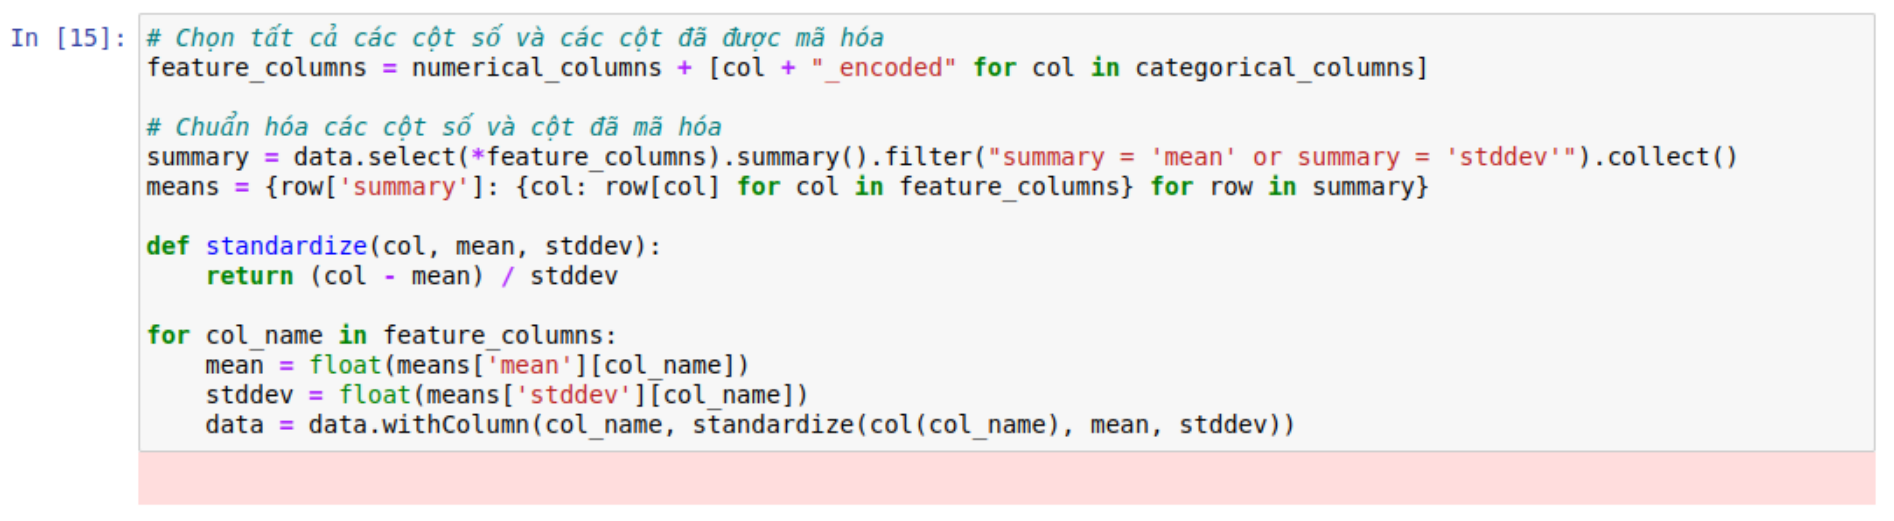 In [15]: # Chọn tất cả các cột số và các cột đã được mã hóa
feature_columns = numerical_columns + [col + "_encoded" for col in categorical_columns]
# Chuẩn hóa các cột số và cột đã mã hóa
summary = data.select(*feature_columns).summary().filter("summary = 'mean' or summary = 'stddev'").collect()
means = {row['summary']: {col: row[col] for col in feature_columns} for row in summary}
def standardize(col, mean, stddev):
    return (col - mean) / stddev
for col_name in feature_columns:
    mean = float(means['mean'][col_name])
    stddev = float(means['stddev'][col_name])
    data = data.withColumn(col_name, standardize(col(col_name), mean, stddev))